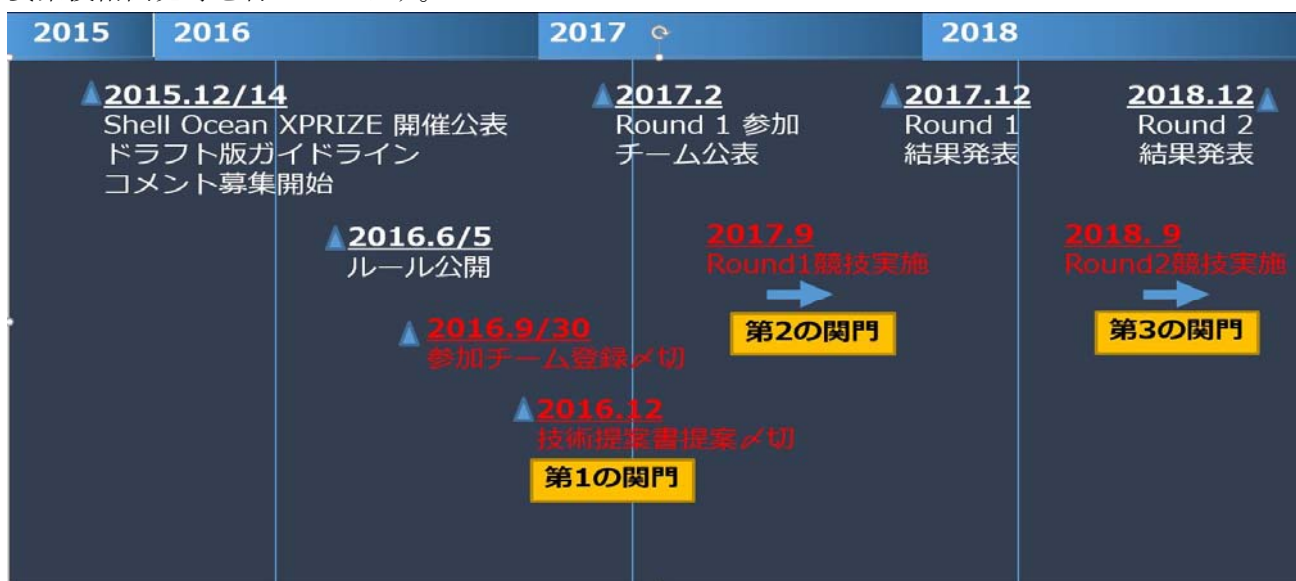 2015
2016
2017
2018
2015.12/14
Shell Ocean XPRIZE 開催公表
ドラフト版ガイドライン
コメント募集開始
2017.2
Round 1 参加
チーム公表
2017.12
Round 1
結果発表
2018.12
Round 2
結果発表
2016.6/5
ルール公開
2017.9
Round1競技実施
第2の関門
2018. 9
Round2競技実施
第3の関門
2016.9/30
参加チーム登録〆切
2016.12
技術提案書提案〆切
第1の関門